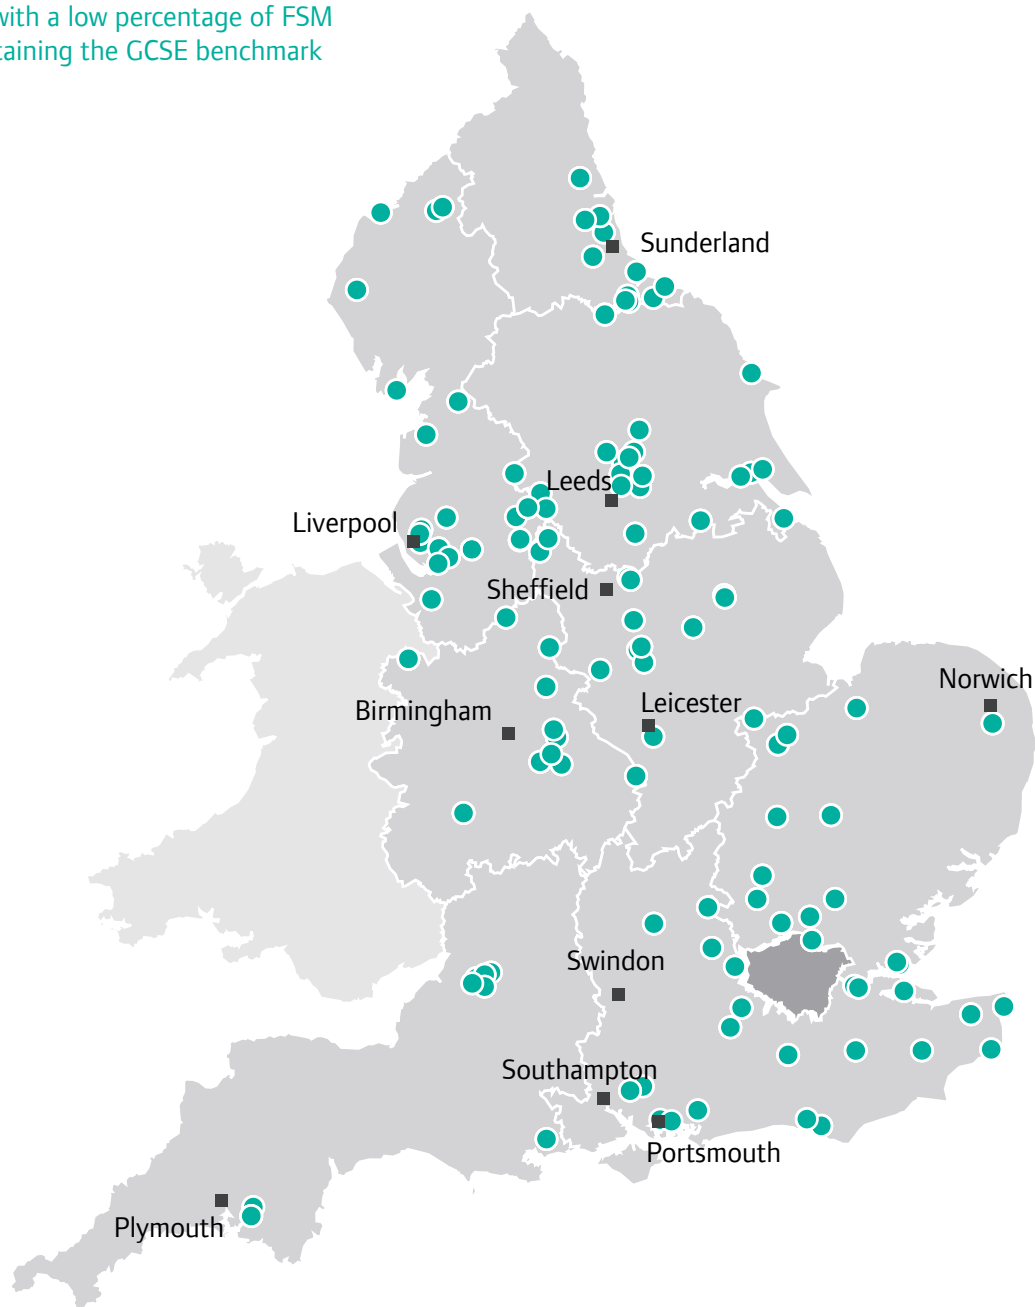 with a low percentage of FSM
taining the GCSE benchmark
Sunderland
Leeds
Liverpool
Sheffield
Norwich
Leicester
Birmingham
Swindon
Southampton
Portsmouth
Plymouth